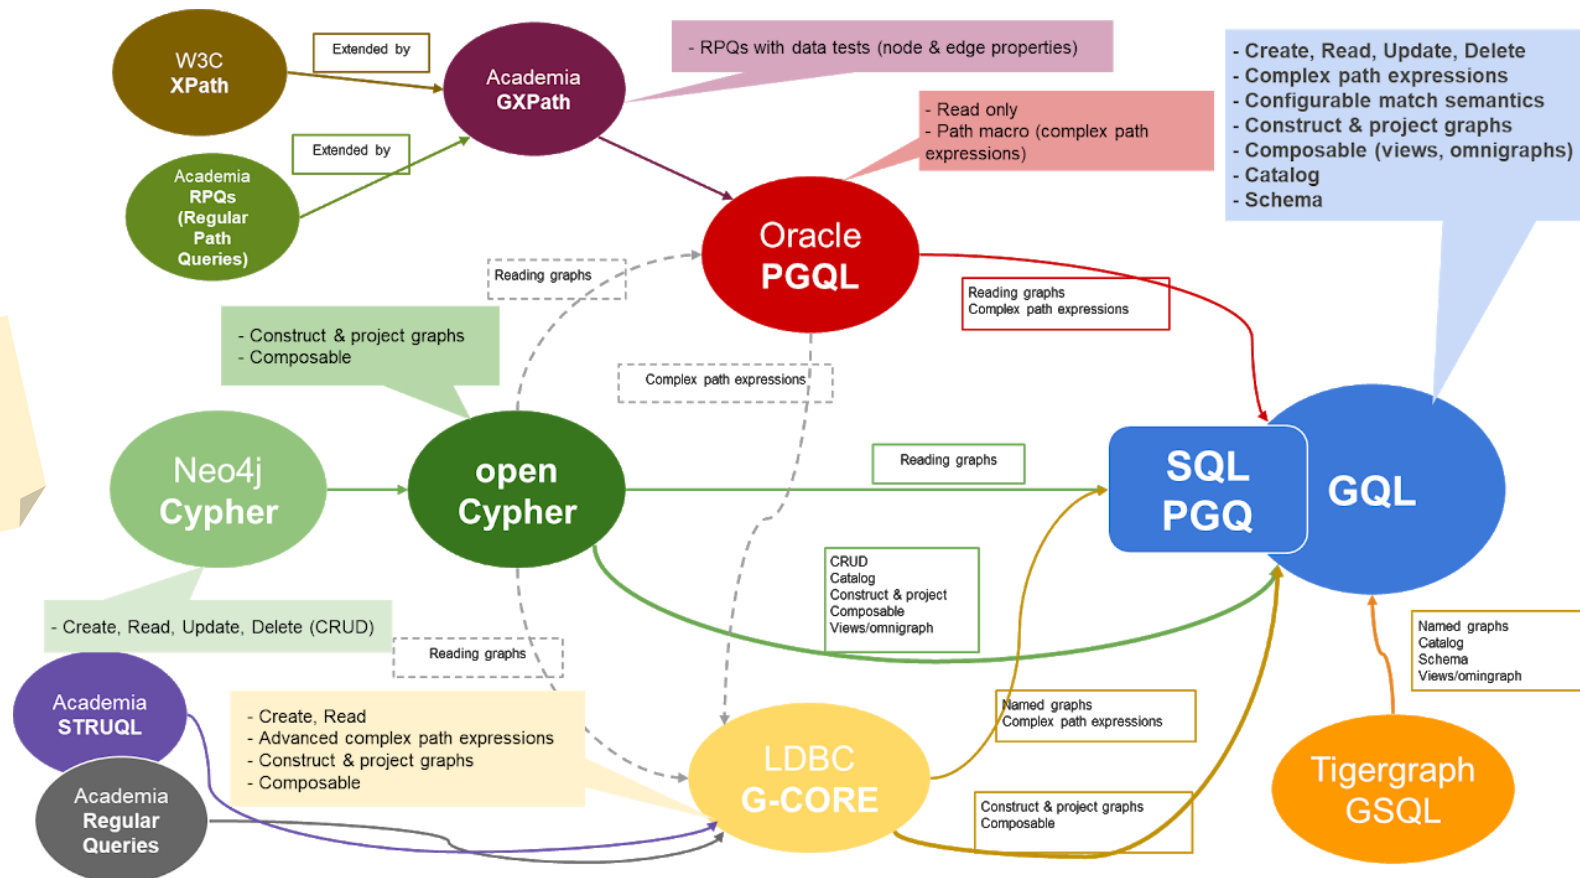 W3C
XPath
Extended by
Academia
GXPath
- RPQs with data tests (node & edge properties)
- Create, Read, Update, Delete
- Complex path expressions
- Configurable match semantics
- Construct & project graphs
- Composable (views, omnigraphs)
- Catalog
- Schema
- Read only
- Path macro (complex path
expressions)
Extended by
Academia
RPQs
(Regular
Path
Queries)
Oracle
PGQL
Reading graphs
Reading graphs
Complex path expressions
- Construct & project graphs
- Composable
Complex path expressions
Neo4j
Cypher
open
Cypher
Reading graphs
SQL
PGQ
GQL
CRUD
Catalog
Construct & project
Composable
Views/omnigraph
- Create, Read, Update, Delete (CRUD)
Reading graphs
Named graphs
Catalog
Schema
Views/omingraph
Academia
STRUQL
- Create, Read
- Advanced complex path expressions
- Construct & project graphs
- Composable
Named graphs
Complex path expressions
LDBC
G-CORE
Tigergraph
GSQL
Academia
Regular
Queries
Construct & project graphs
Composable